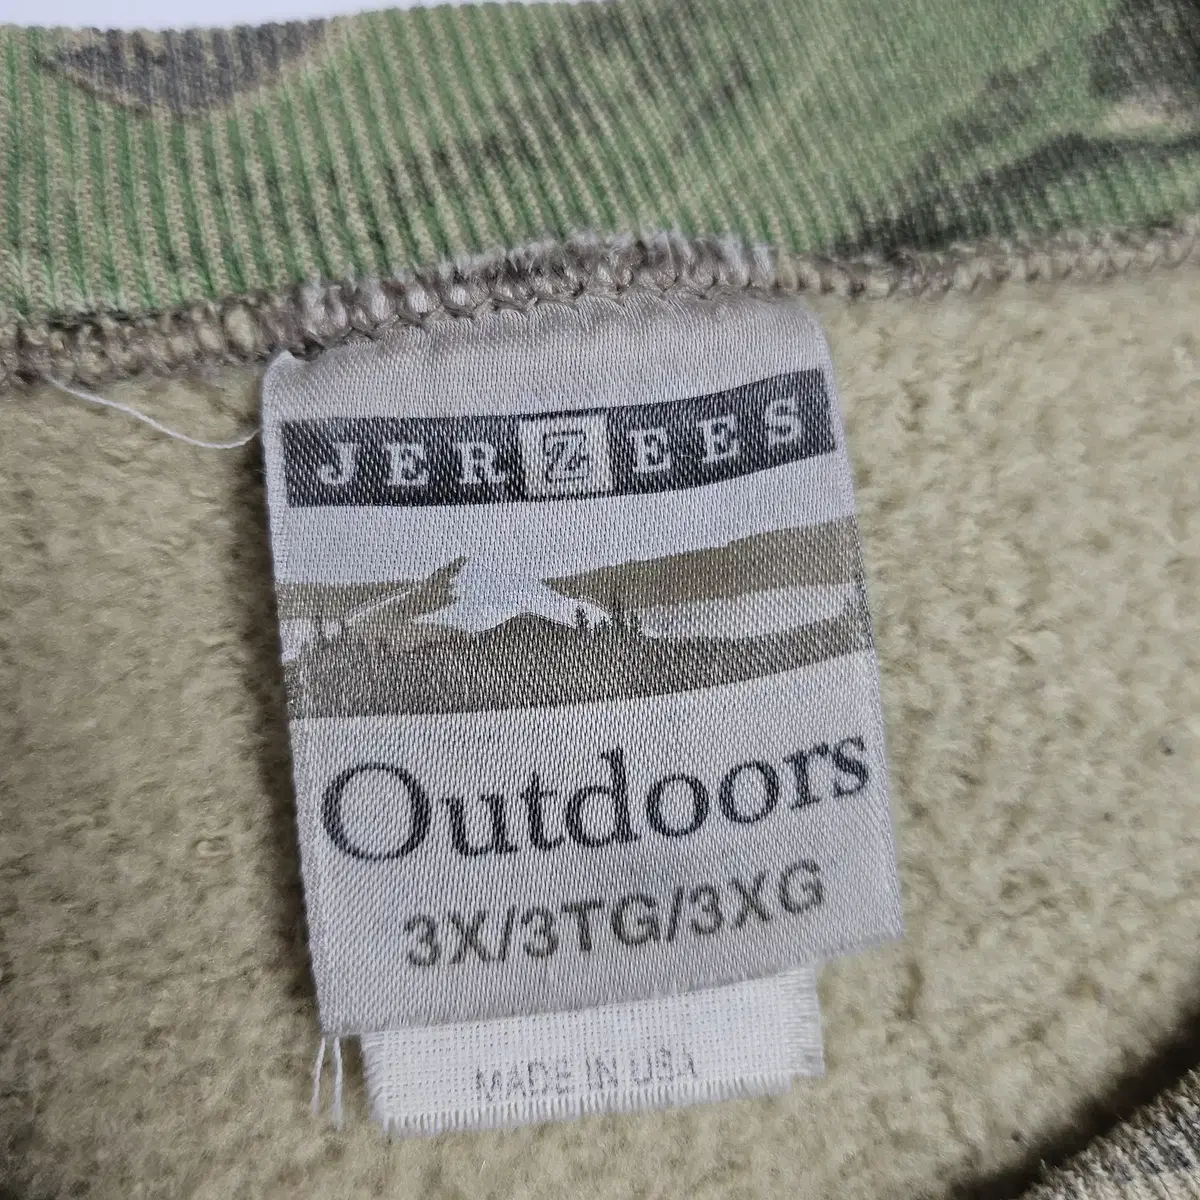 JERZEES
Outdoors
3X/3TG/3XG
MADE IN USA